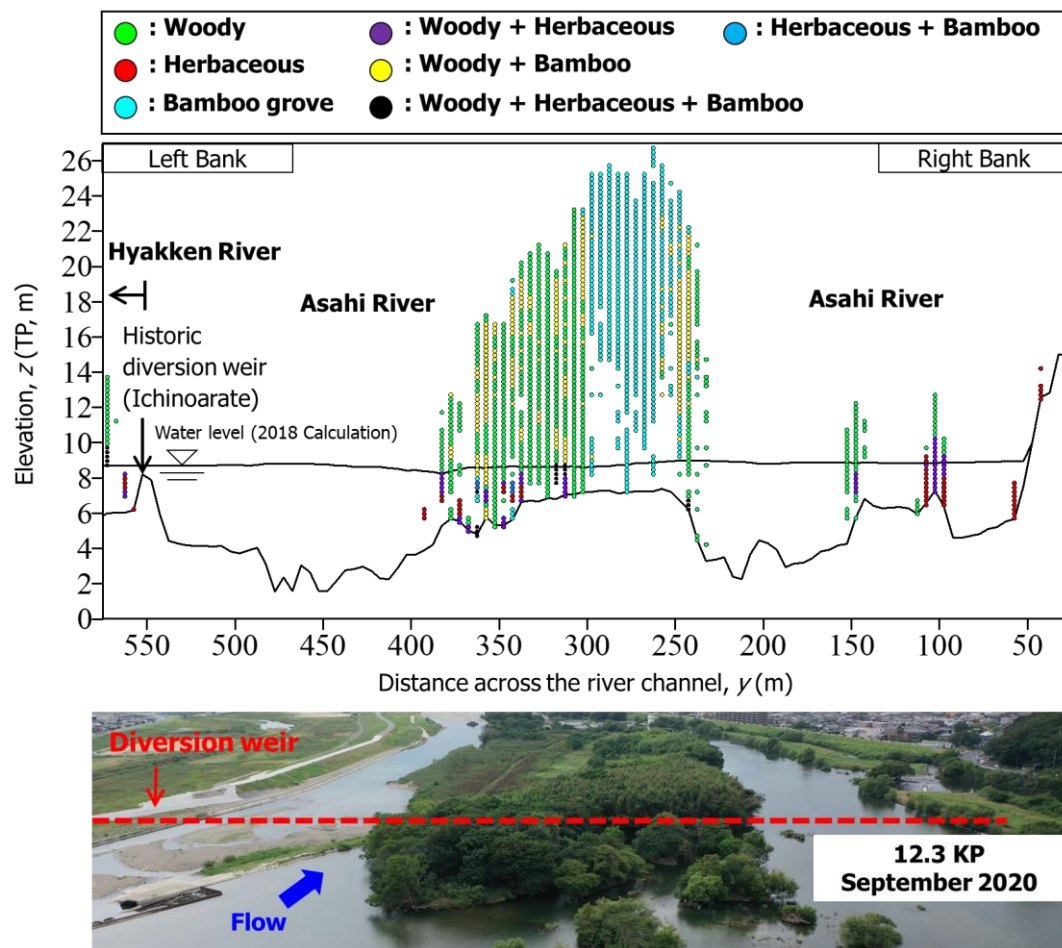 : Woody
: Woody + Herbaceous
: Herbaceous + Bamboo
: Herbaceous
: Woody + Bamboo
: Bamboo grove
: Woody + Herbaceous + Bamboo
Left Bank
Right Bank
Hyakken River
Asahi River
Asahi River
Historic
diversion weir
(Ichinoarate)
Water level (2018 Calculation)
Elevation, z (TP, m)
26
24
22
20
18
16
14
12
10
8
6
4
2
0
550 500 450 400 350 300 250 200 150 100 50
Distance across the river channel, y (m)
Diversion weir
Flow
12.3 KP
September 2020